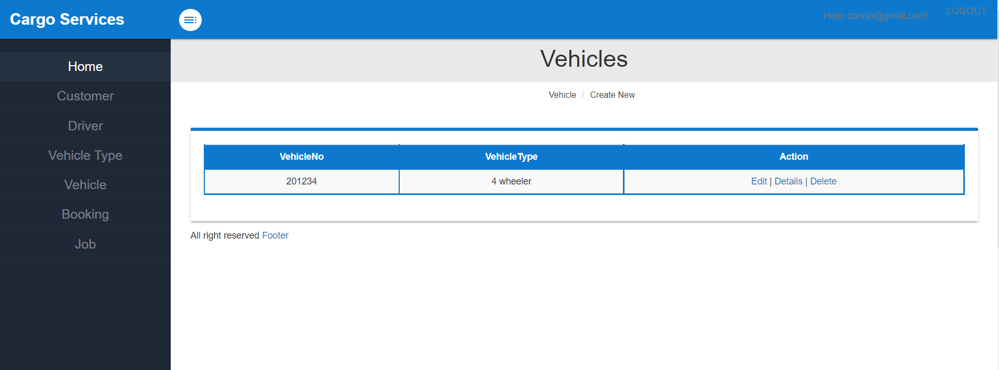 Cargo Services
Hello danish@gmail.com!
LOGOUT
Home
Customer
Driver
Vehicle Type
Vehicle
Booking
Job
Vehicles
Vehicle / Create New
VehicleNo VehicleType Action
201234 4 wheeler Edit | Details | Delete
All right reserved Footer